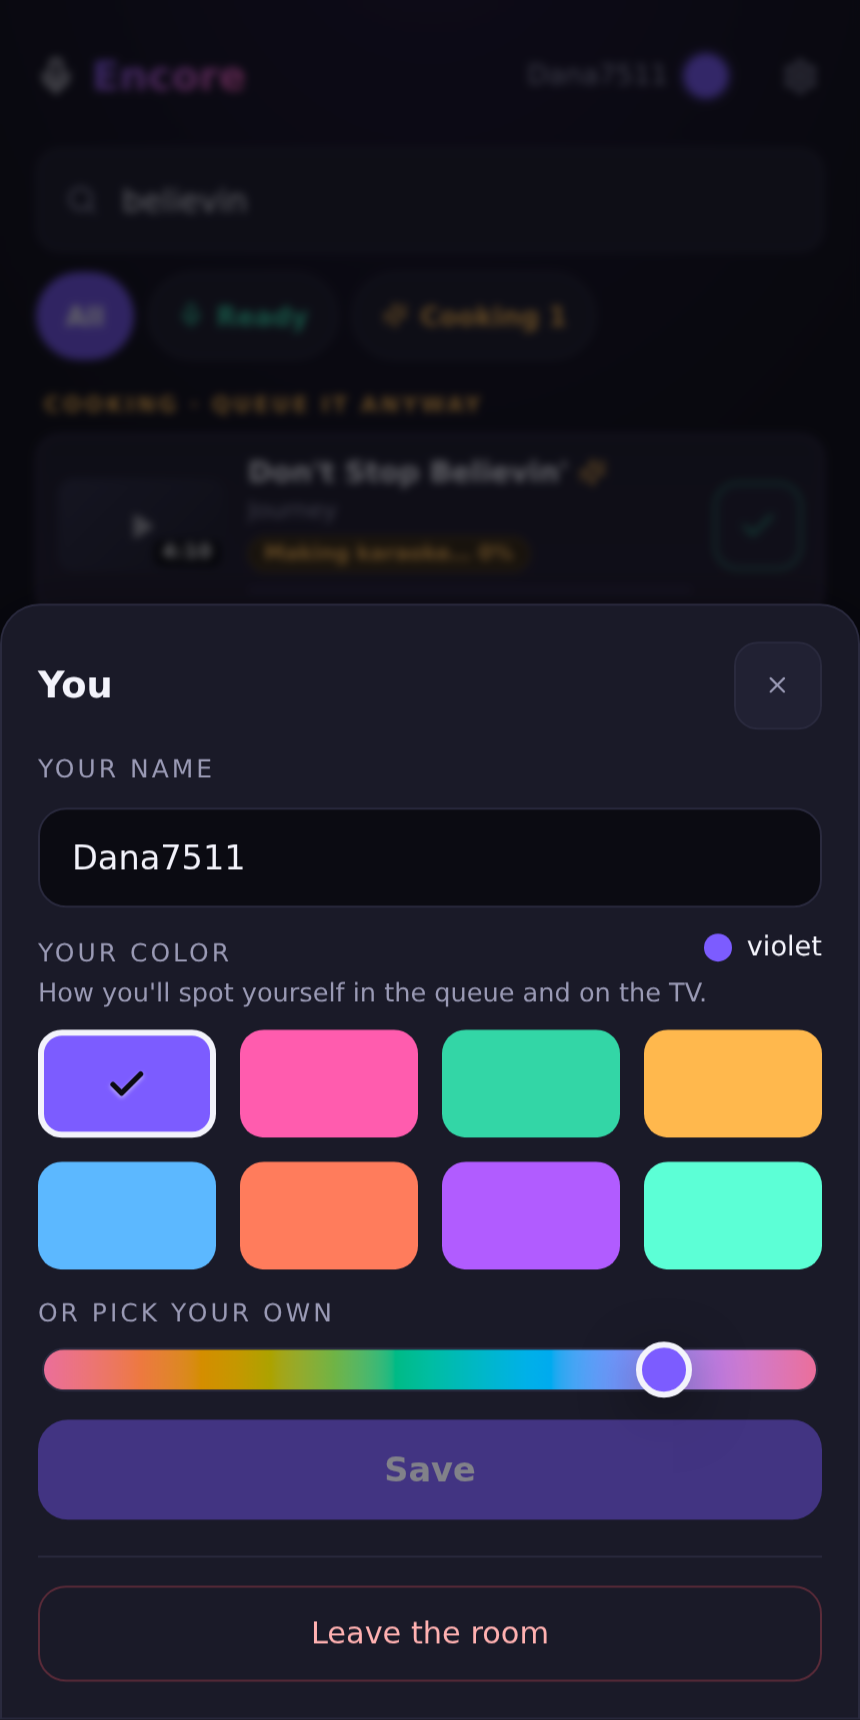 Encore
Dana7511
believin
All
Ready
Cooking 1
COOKING · QUEUE IT ANYWAY
Don't Stop Believin'
Journey
4:10
Making karaoke… 0%
You
YOUR NAME
Dana7511
YOUR COLOR
violet
How you'll spot yourself in the queue and on the TV.
OR PICK YOUR OWN
Save
Leave the room